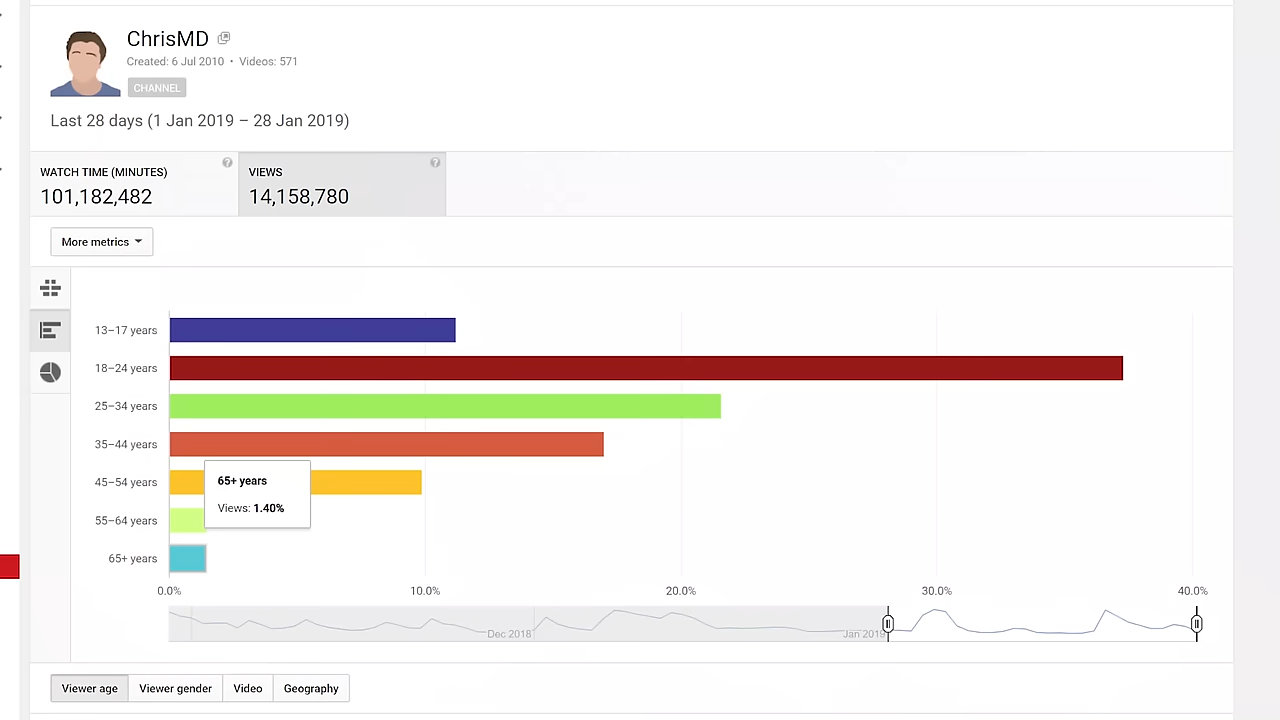 ChrisMD
Created: 6 Jul 2010 • Videos: 571
CHANNEL
Last 28 days (1 Jan 2019 – 28 Jan 2019)
WATCH TIME (MINUTES) ?
101,182,482
VIEWS ?
14,158,780
More metrics
13–17 years
18–24 years
25–34 years
35–44 years
45–54 years
55–64 years
65+ years
65+ years
Views: 1.40%
0.0% 10.0% 20.0% 30.0% 40.0%
Dec 2018 Jan 2019
Viewer age Viewer gender Video Geography